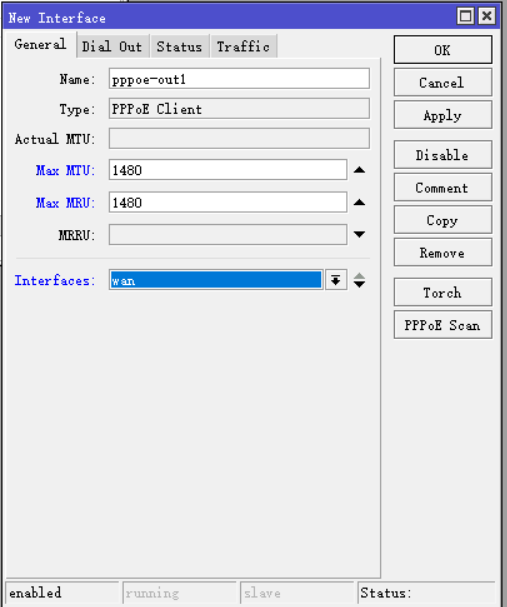 New Interface
General Dial Out Status Traffic
OK
Name: pppoe-out1
Cancel
Type: PPPoE Client
Apply
Actual MTU:
Disable
Max MTU: 1480
Comment
Max MRU: 1480
Copy
MRRU:
Remove
Interfaces: wan
Torch
PPPoE Scan
enabled running slave Status: